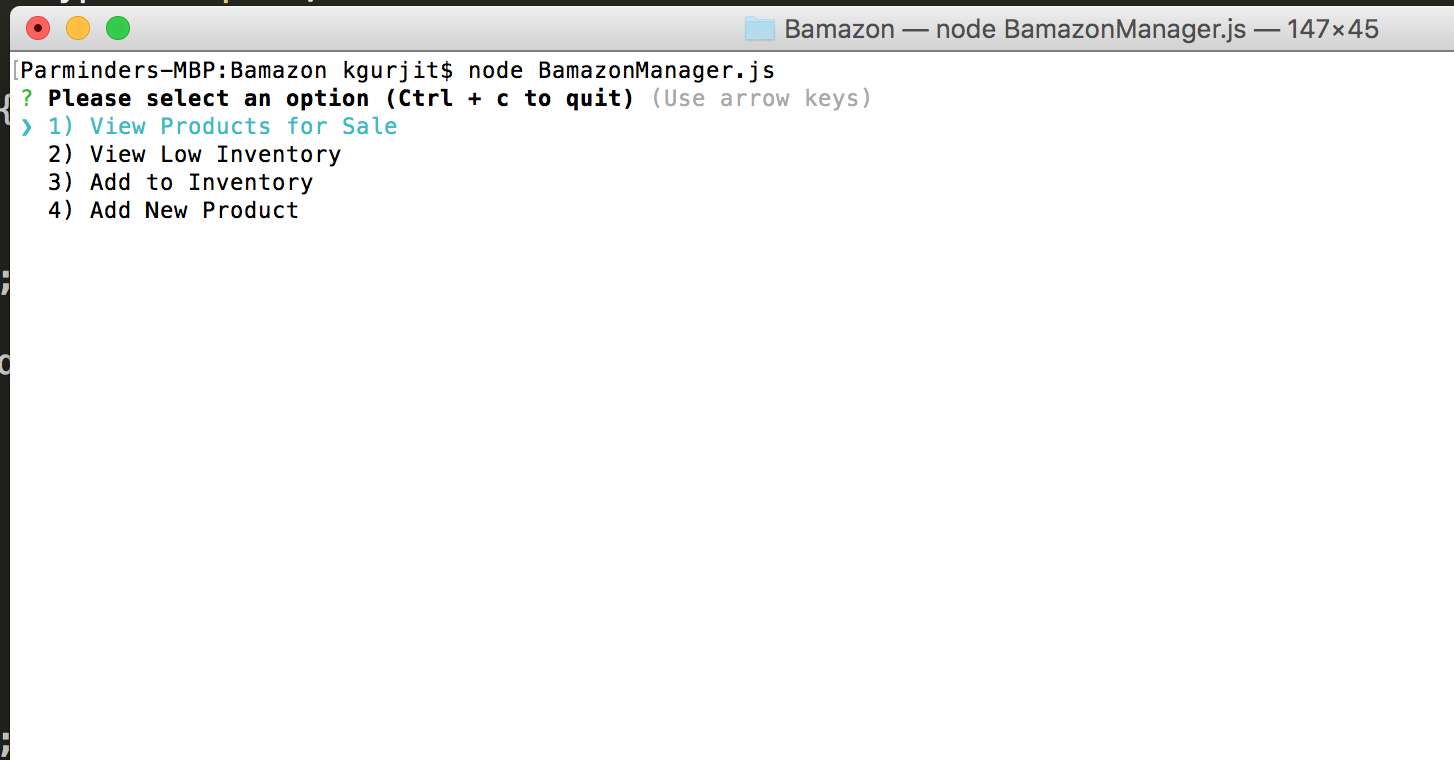 Bamazon — node BamazonManager.js — 147×45
Parminders-MBP:Bamazon kgurjit$ node BamazonManager.js
? Please select an option (Ctrl + c to quit) (Use arrow keys)
❯ 1) View Products for Sale
2) View Low Inventory
3) Add to Inventory
4) Add New Product